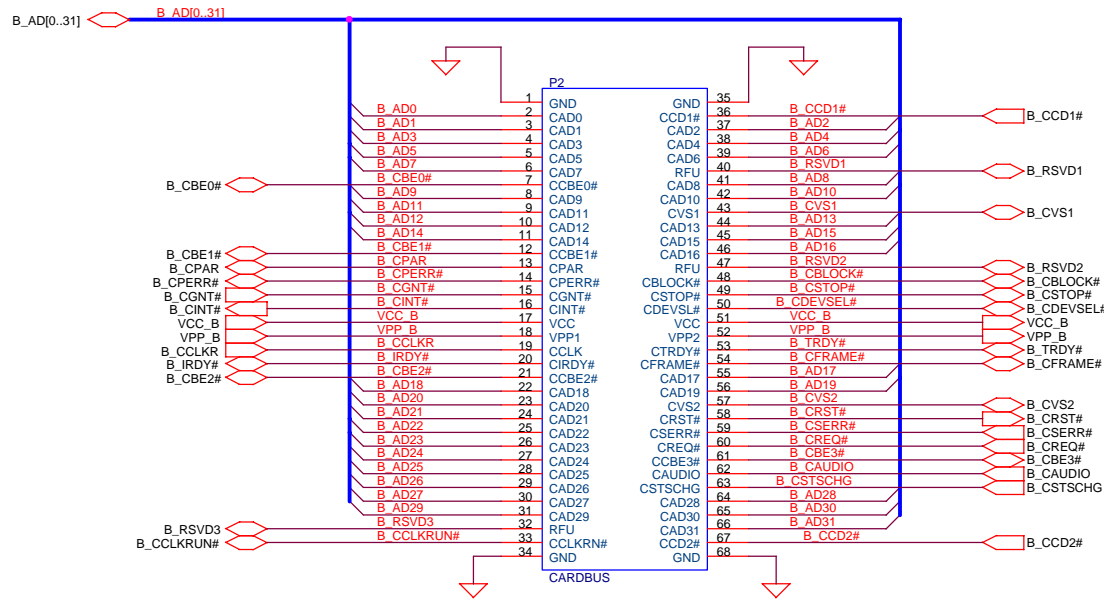 B_AD[0..31] B_AD[0..31]
P2
1 GND GND 35
B_AD0 2 CAD0 CCD1# 36 B_CCD1# B_CCD1#
B_AD1 3 CAD1 CAD2 37 B_AD2
B_AD3 4 CAD3 CAD4 38 B_AD4
B_AD5 5 CAD5 CAD6 39 B_AD6
B_AD7 6 CAD7 RFU 40 B_RSVD1 B_RSVD1
B_CBE0# B_CBE0# 7 CCBE0# CAD8 41 B_AD8
B_AD9 8 CAD9 CAD10 42 B_AD10
B_AD11 9 CAD11 CVS1 43 B_CVS1 B_CVS1
B_AD12 10 CAD12 CAD13 44 B_AD13
B_AD14 11 CAD14 CAD15 45 B_AD15
B_CBE1# B_CBE1# 12 CCBE1# CAD16 46 B_AD16
B_CPAR B_CPAR 13 CPAR RFU 47 B_RSVD2 B_RSVD2
B_CPERR# B_CPERR# 14 CPERR# CBLOCK# 48 B_CBLOCK# B_CBLOCK#
B_CGNT# B_CGNT# 15 CGNT# CSTOP# 49 B_CSTOP# B_CSTOP#
B_CINT# B_CINT# 16 CINT# CDEVSL# 50 B_CDEVSEL# B_CDEVSEL#
VCC_B VCC_B 17 VCC VCC 51 VCC_B VCC_B
VPP_B VPP_B 18 VPP1 VPP2 52 VPP_B VPP_B
B_CCLKR B_CCLKR 19 CCLK CTRDY# 53 B_TRDY# B_TRDY#
B_IRDY# B_IRDY# 20 CIRDY# CFRAME# 54 B_CFRAME# B_CFRAME#
B_CBE2# B_CBE2# 21 CCBE2# CAD17 55 B_AD17
B_AD18 22 CAD18 CAD19 56 B_AD19
B_AD20 23 CAD20 CVS2 57 B_CVS2 B_CVS2
B_AD21 24 CAD21 CRST# 58 B_CRST# B_CRST#
B_AD22 25 CAD22 CSERR# 59 B_CSERR# B_CSERR#
B_AD23 26 CAD23 CREQ# 60 B_CREQ# B_CREQ#
B_AD24 27 CAD24 CCBE3# 61 B_CBE3# B_CBE3#
B_AD25 28 CAD25 CAUDIO 62 B_CAUDIO B_CAUDIO
B_AD26 29 CAD26 CSTSCHG 63 B_CSTSCHG B_CSTSCHG
B_AD27 30 CAD27 CAD28 64 B_AD28
B_AD29 31 CAD29 CAD30 65 B_AD30
B_RSVD3 B_RSVD3 32 RFU CAD31 66 B_AD31
B_CCLKRUN# B_CCLKRUN# 33 CCLKRN# CCD2# 67 B_CCD2# B_CCD2#
34 GND GND 68
CARDBUS